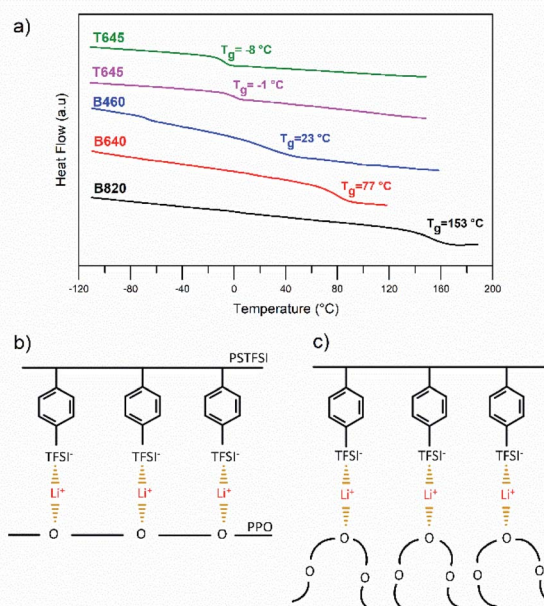 a)
T645
Tg= -8 °C
T645
Tg= -1 °C
B460
Tg=23 °C
B640
Tg=77 °C
B820
Tg=153 °C
Heat Flow (a.u)
-120 -80 -40 0 40 80 120 160 200
Temperature (°C)
b)
PSTFSI
TFSI⁻ TFSI⁻ TFSI⁻
Li⁺ Li⁺ Li⁺
O O O
PPO
c)
TFSI⁻ TFSI⁻ TFSI⁻
Li⁺ Li⁺ Li⁺
O O O
O O O O O O